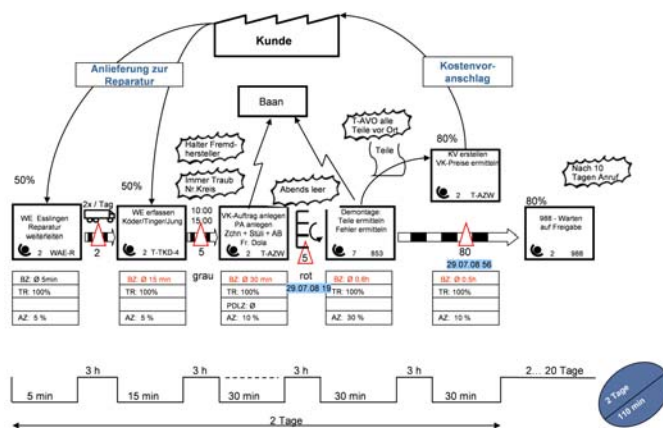 Kunde
Anlieferung zur
Reparatur
Kostenvor-
anschlag
Baan
T-AVO alle
Teile vor Ort
Teile
80%
KV erstellen
VK-Preise ermitteln
2 T-AZW
Halter Fremd-
hersteller
Immer Traub
Nr. Kreis
Abends leer
Nach 10
Tagen Anruf
50%
WE Esslingen
Reparatur
weiterleiten
2 WAE-R
2x / Tag
2
50%
WE erfassen
Köder/Tinger/Jung
2 T-TKD-4
10:00
15:00
5
grau
VK-Auftrag anlegen
PA anlegen
Zchn + Stüli + AB
Fr. Dola
2 T-AZW
5
rot
29.07.08 19
Demontage:
Teile ermitteln
Fehler ermitteln
7 853
80
29.07.08 56
80%
988 - Warten
auf Freigabe
2 988
BZ: Ø 5min
TR: 100%
AZ: 5 %
BZ: Ø 15 min
TR: 100%
AZ: 5 %
BZ: Ø 30 min
TR: 100%
PDLZ: Ø
AZ: 10 %
BZ: Ø 0.6h
TR: 100%
AZ: 30 %
BZ: Ø 0.5h
TR: 100%
AZ: 10 %
3 h
3 h
3 h
3 h
2... 20 Tage
5 min
15 min
30 min
30 min
30 min
2 Tage
2 Tage
110 min